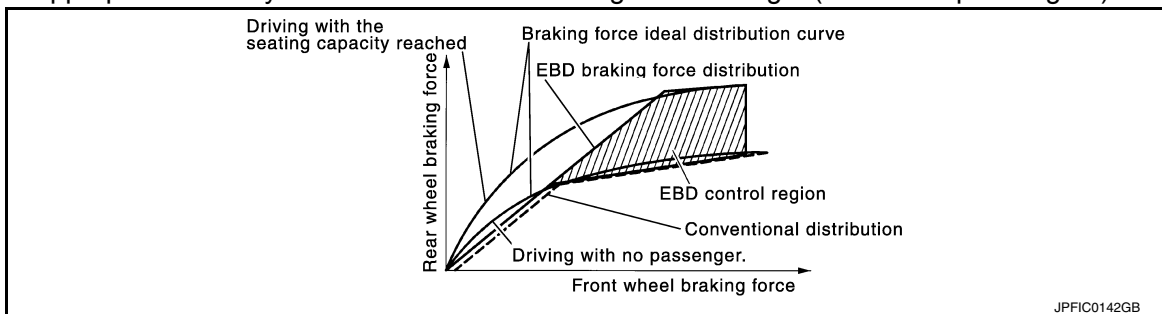 Driving with the
seating capacity reached
Braking force ideal distribution curve
EBD braking force distribution
Rear wheel braking force
EBD control region
Conventional distribution
Driving with no passenger.
Front wheel braking force
JPFIC0142GB